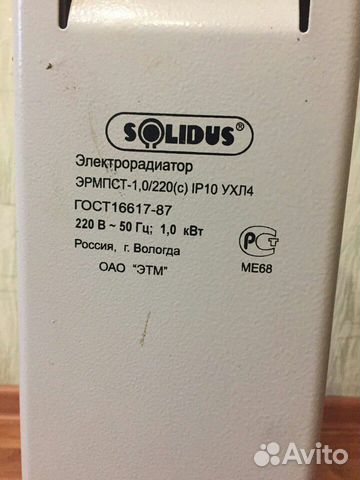 SOLIDUS®
Электрорадиатор
ЭРМПСТ-1,0/220(с) IP10 УХЛ4
ГОСТ16617-87
220 В ~ 50 Гц; 1,0 кВт
Россия, г. Вологда
ОАО "ЭТМ"
РСТ
МЕ68
Avito